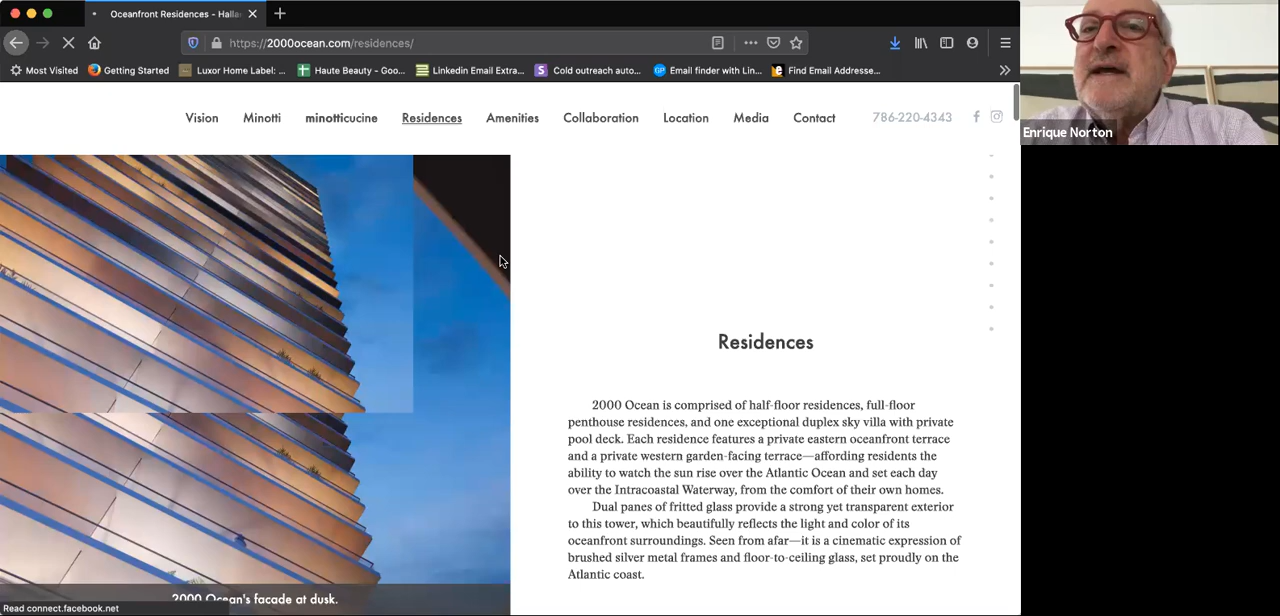 Oceanfront Residences - Halla
https://2000ocean.com/residences/
Most Visited
Getting Started
Luxor Home Label: ...
Haute Beauty - Goo...
Linkedin Email Extra...
Cold outreach auto...
Email finder with Lin...
Find Email Addresse...
Vision
Minotti
minotticucine
Residences
Amenities
Collaboration
Location
Media
Contact
786-220-4343
Enrique Norton
Residences
2000 Ocean is comprised of half-floor residences, full-floor
penthouse residences, and one exceptional duplex sky villa with private
pool deck. Each residence features a private eastern oceanfront terrace
and a private western garden-facing terrace—affording residents the
ability to watch the sun rise over the Atlantic Ocean and set each day
over the Intracoastal Waterway, from the comfort of their own homes.
Dual panes of fritted glass provide a strong yet transparent exterior
to this tower, which beautifully reflects the light and color of its
oceanfront surroundings. Seen from afar—it is a cinematic expression of
brushed silver metal frames and floor-to-ceiling glass, set proudly on the
Atlantic coast.
2000 Ocean's facade at dusk.
Read connect.facebook.net